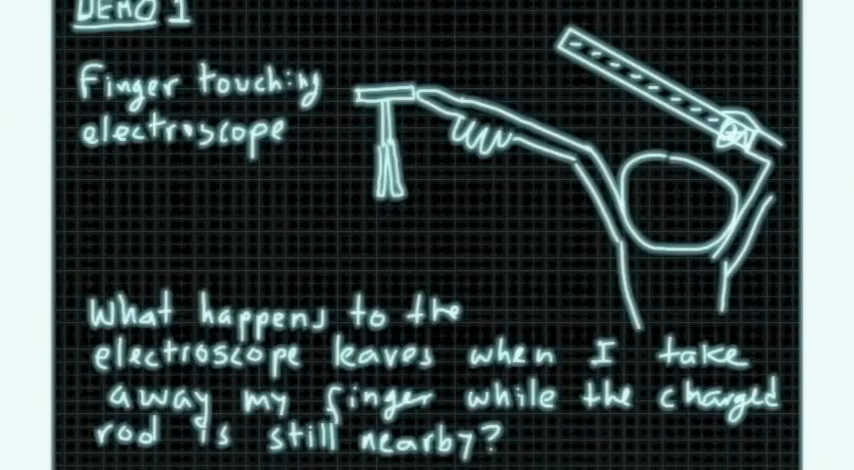 DEMO 1
Finger touching
electroscope
What happens to the
electroscope leaves when I take
away my finger while the charged
rod is still nearby?